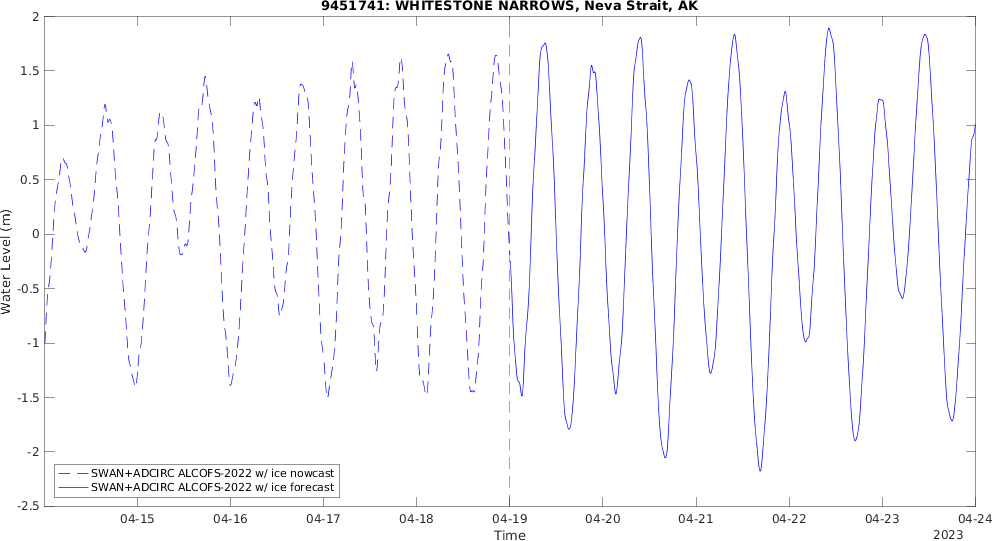 9451741: WHITESTONE NARROWS, Neva Strait, AK
Water Level (m)
2
1.5
1
0.5
0
-0.5
-1
-1.5
-2
-2.5
SWAN+ADCIRC ALCOFS-2022 w/ ice nowcast
SWAN+ADCIRC ALCOFS-2022 w/ ice forecast
04-15 04-16 04-17 04-18 04-19 04-20 04-21 04-22 04-23 04-24
Time
2023